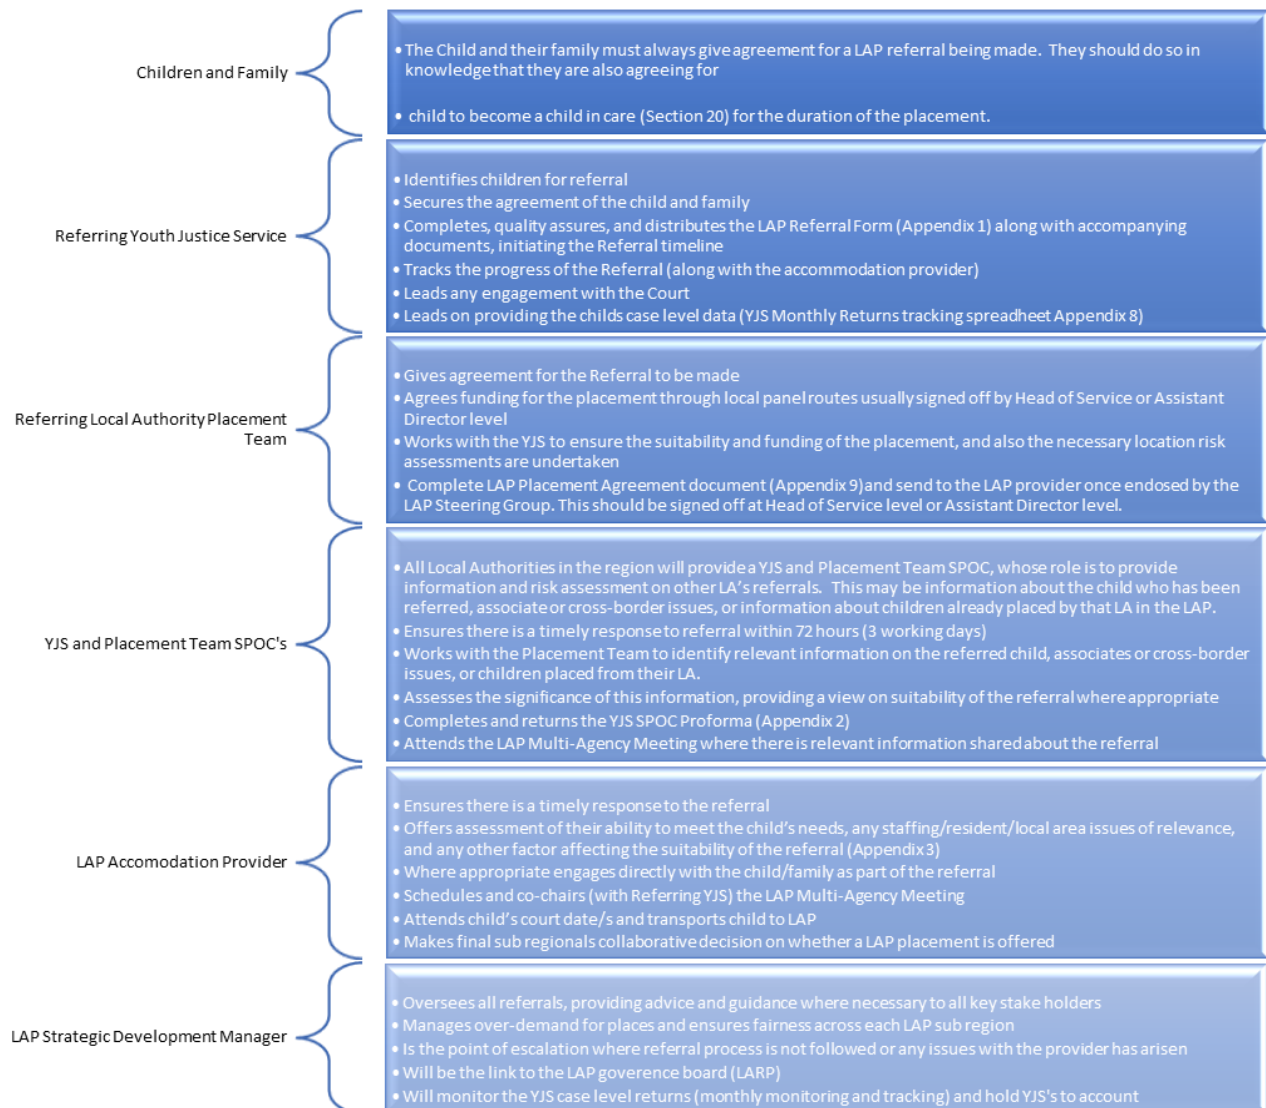 Children and Family
• The Child and their family must always give agreement for a LAP referral being made.  They should do so in
knowledge that they are also agreeing for
• child to become a child in care (Section 20) for the duration of the placement.
Referring Youth Justice Service
• Identifies children for referral
• Secures the agreement of the child and family
• Completes, quality assures, and distributes the LAP Referral Form (Appendix 1) along with accompanying
documents, initiating the Referral timeline
• Tracks the progress of the Referral (along with the accommodation provider)
• Leads any engagement with the Court
• Leads on providing the childs case level data (YJS Monthly Returns tracking spreadheet Appendix 8)
Referring Local Authority Placement
Team
• Gives agreement for the Referral to be made
• Agrees funding for the placement through local panel routes usually signed off by Head of Service or Assistant
Director level
• Works with the YJS to ensure the suitability and funding of the placement, and also the necessary location risk
assessments are undertaken
• Complete LAP Placement Agreement document (Appendix 9)and send to the LAP provider once endosed by the
LAP Steering Group. This should be signed off at Head of Service level or Assistant Director level.
YJS and Placement Team SPOC's
• All Local Authorities in the region will provide a YJS and Placement Team SPOC, whose role is to provide
information and risk assessment on other LA's referrals.  This may be information about the child who has been
referred, associate or cross-border issues, or information about children already placed by that LA in the LAP.
• Ensures there is a timely response to referral within 72 hours (3 working days)
• Works with the Placement Team to identify relevant information on the referred child, associates or cross-border
issues, or children placed from their LA.
• Assesses the significance of this information, providing a view on suitability of the referral where appropriate
• Completes and returns the YJS SPOC Proforma (Appendix 2)
• Attends the LAP Multi-Agency Meeting where there is relevant information shared about the referral
LAP Accomodation Provider
• Ensures there is a timely response to the referral
• Offers assessment of their ability to meet the child's needs, any staffing/resident/local area issues of relevance,
and any other factor affecting the suitability of the referral (Appendix 3)
• Where appropriate engages directly with the child/family as part of the referral
• Schedules and co-chairs (with Referring YJS) the LAP Multi-Agency Meeting
• Attends child's court date/s and transports child to LAP
• Makes final sub regionals collaborative decision on whether a LAP placement is offered
LAP Strategic Development Manager
• Oversees all referrals, providing advice and guidance where necessary to all key stake holders
• Manages over-demand for places and ensures fairness across each LAP sub region
• Is the point of escalation where referral process is not followed or any issues with the provider has arisen
• Will be the link to the LAP goverence board (LARP)
• Will monitor the YJS case level returns (monthly monitoring and tracking) and hold YJS's to account